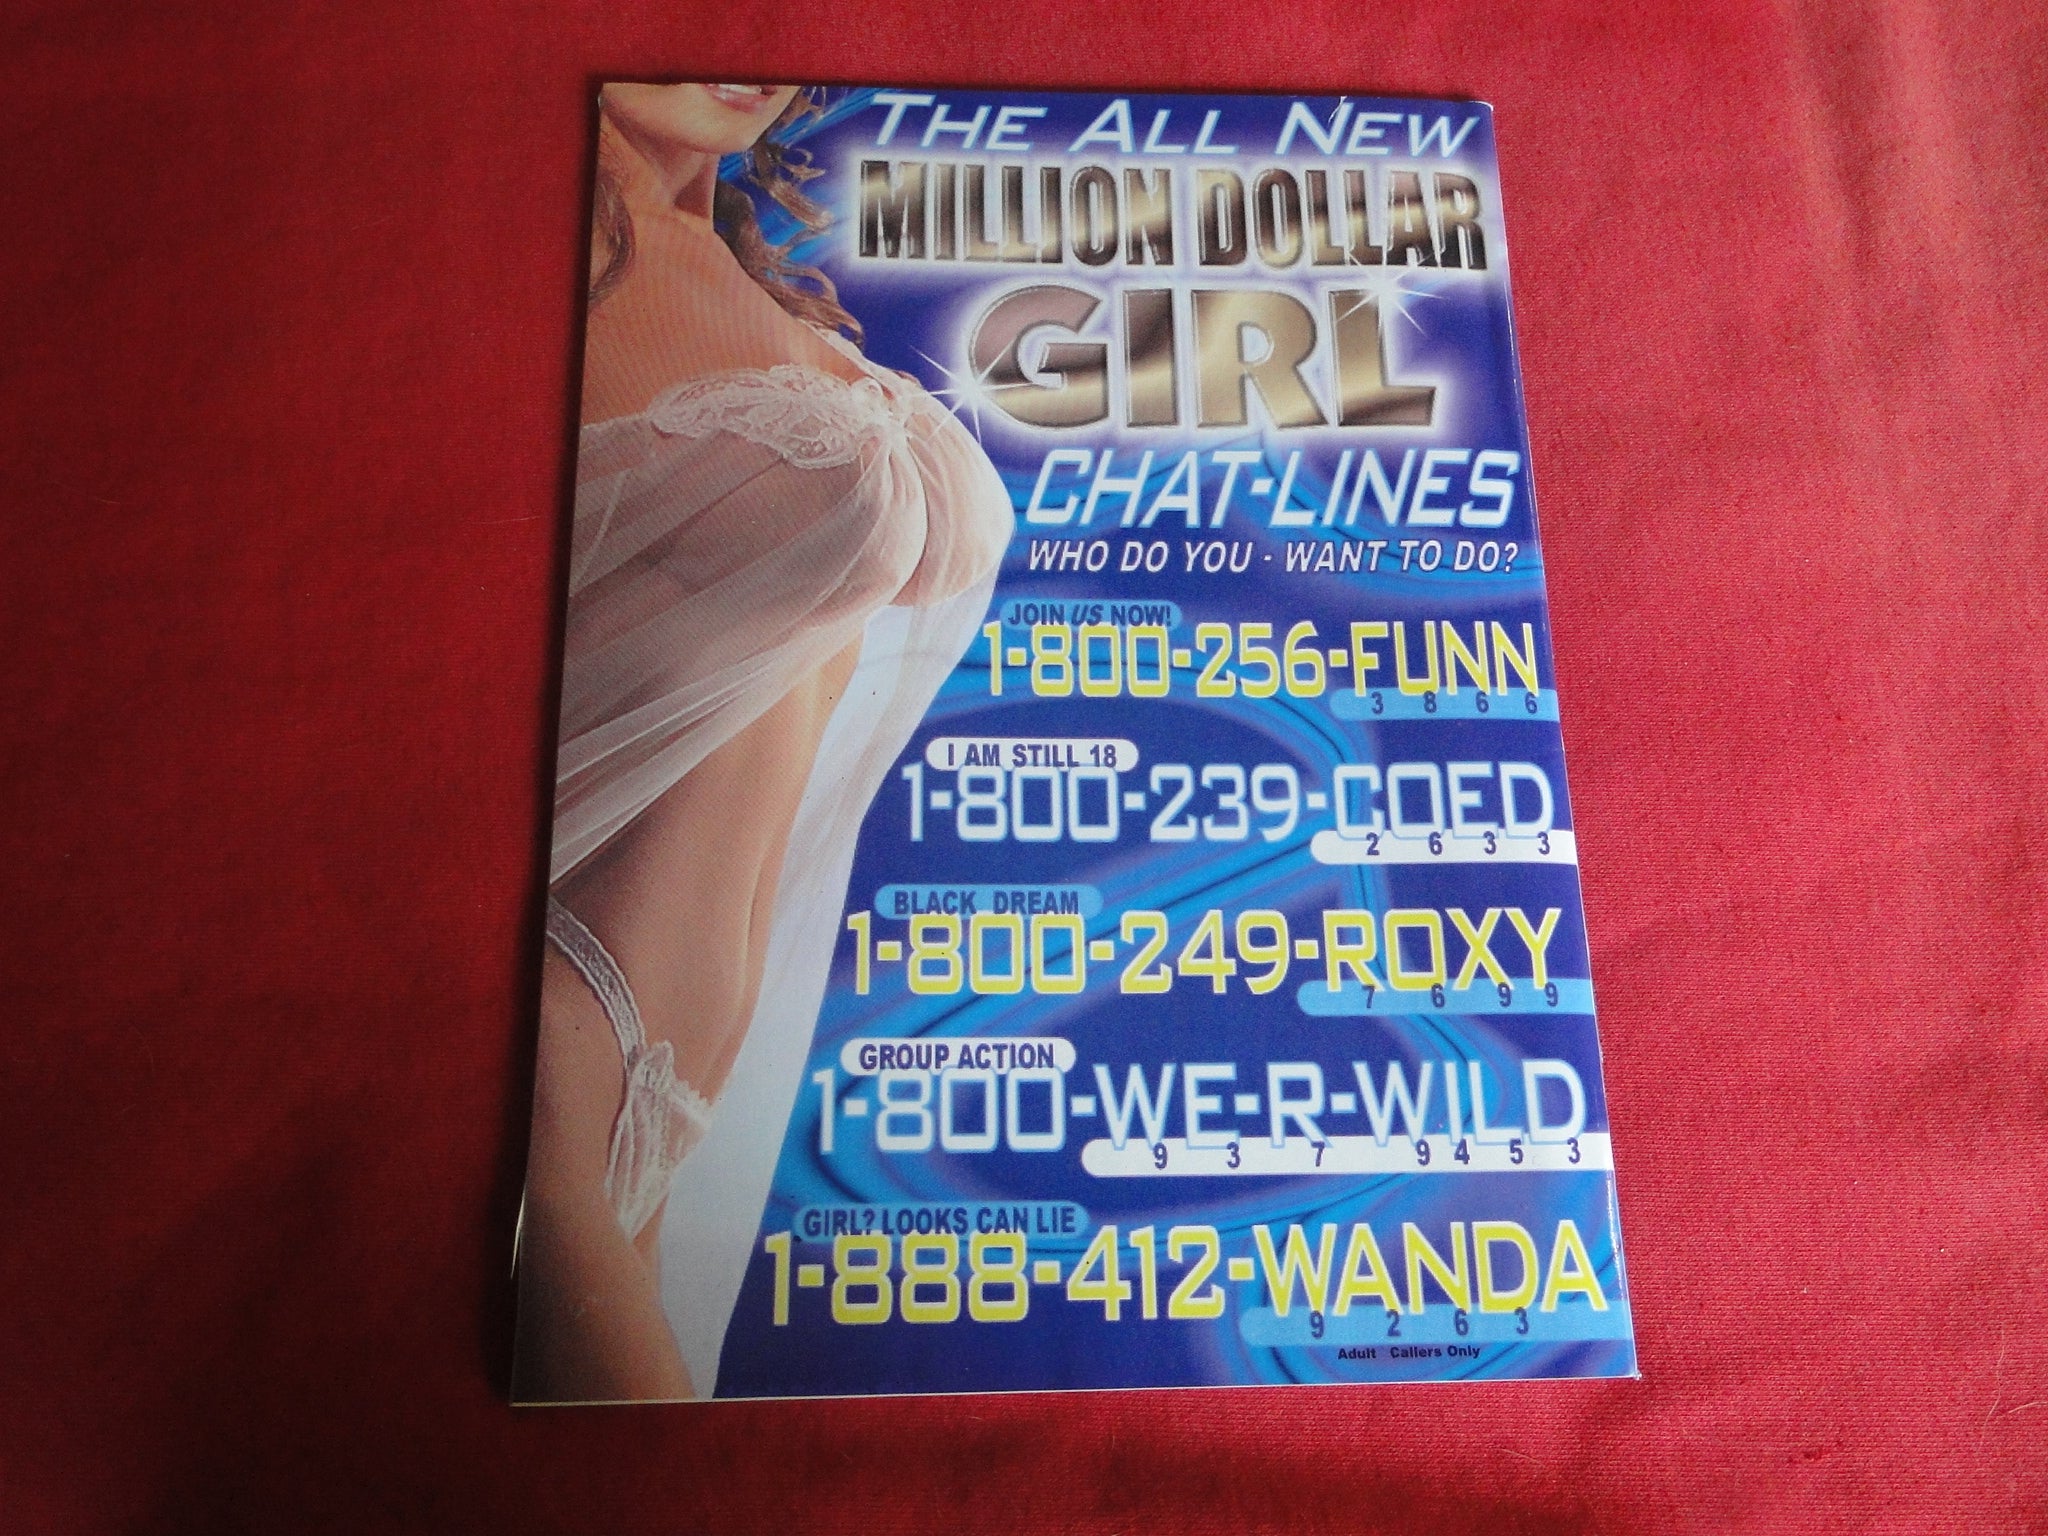 THE ALL NEW
MILLION DOLLAR
GIRL
CHAT-LINES
WHO DO YOU - WANT TO DO?
JOIN US NOW!
1-800-256-FUNN
3 8 6 6
I AM STILL 18
1-800-239-COED
2 6 3 3
BLACK DREAM
1-800-249-ROXY
7 6 9 9
GROUP ACTION
1-800-WE-R-WILD
9 3 7 9 4 5 3
GIRL? LOOKS CAN LIE
1-888-412-WANDA
9 2 6 3
Adult Callers Only